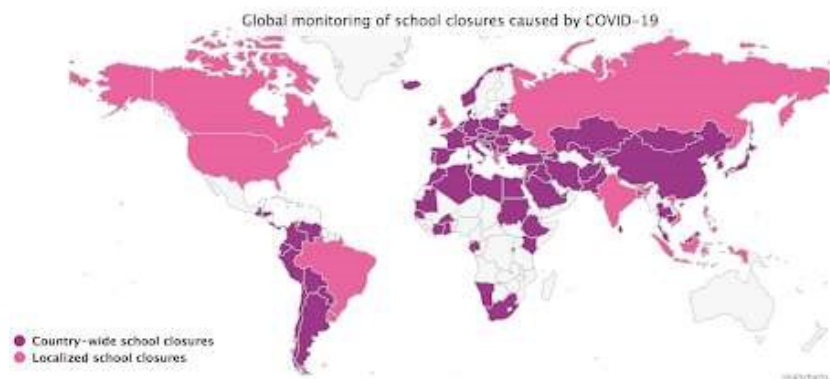 Global monitoring of school closures caused by COVID-19
Country-wide school closures
Localized school closures